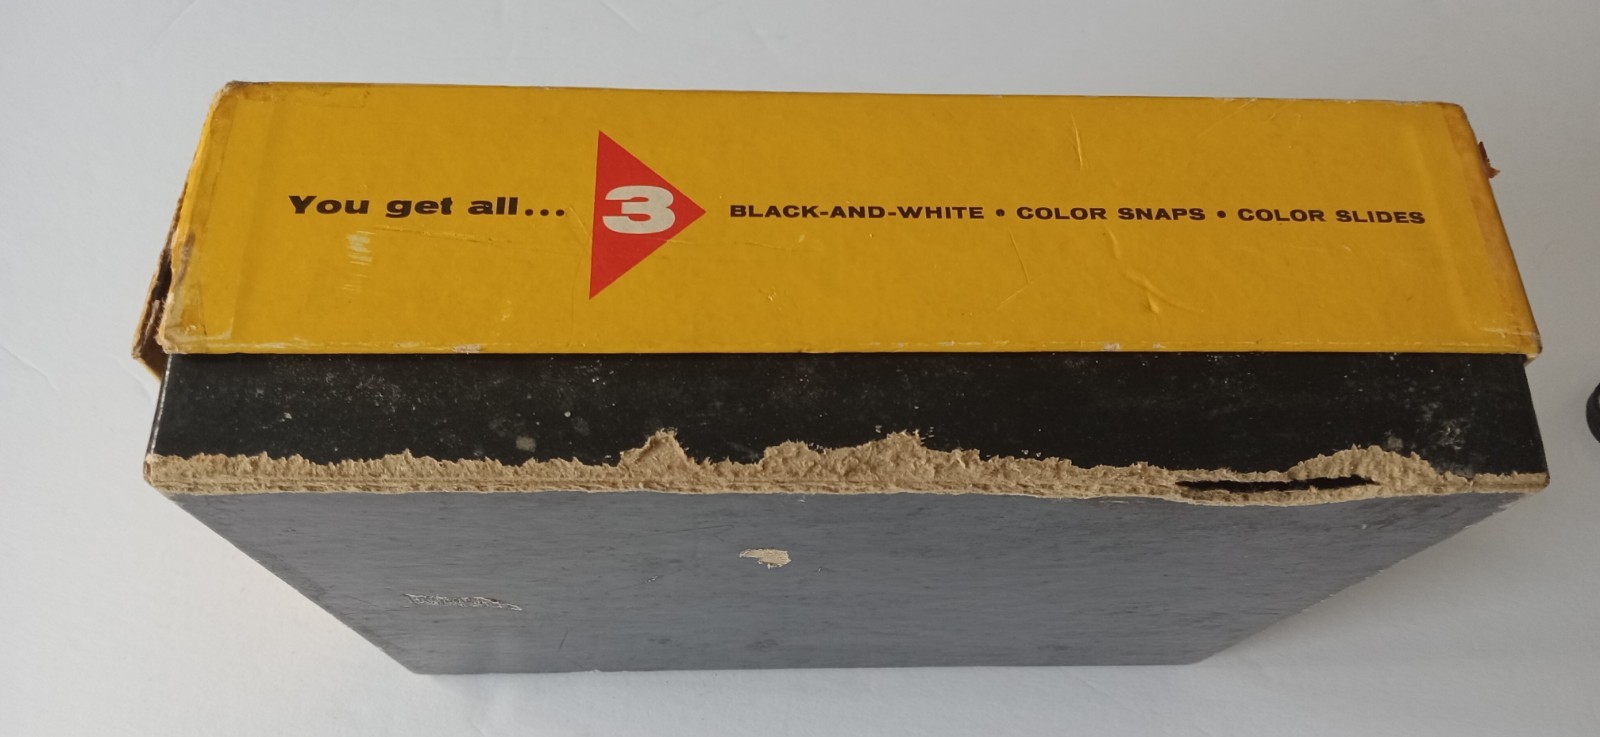 You get all... 3 BLACK-AND-WHITE • COLOR SNAPS • COLOR SLIDES